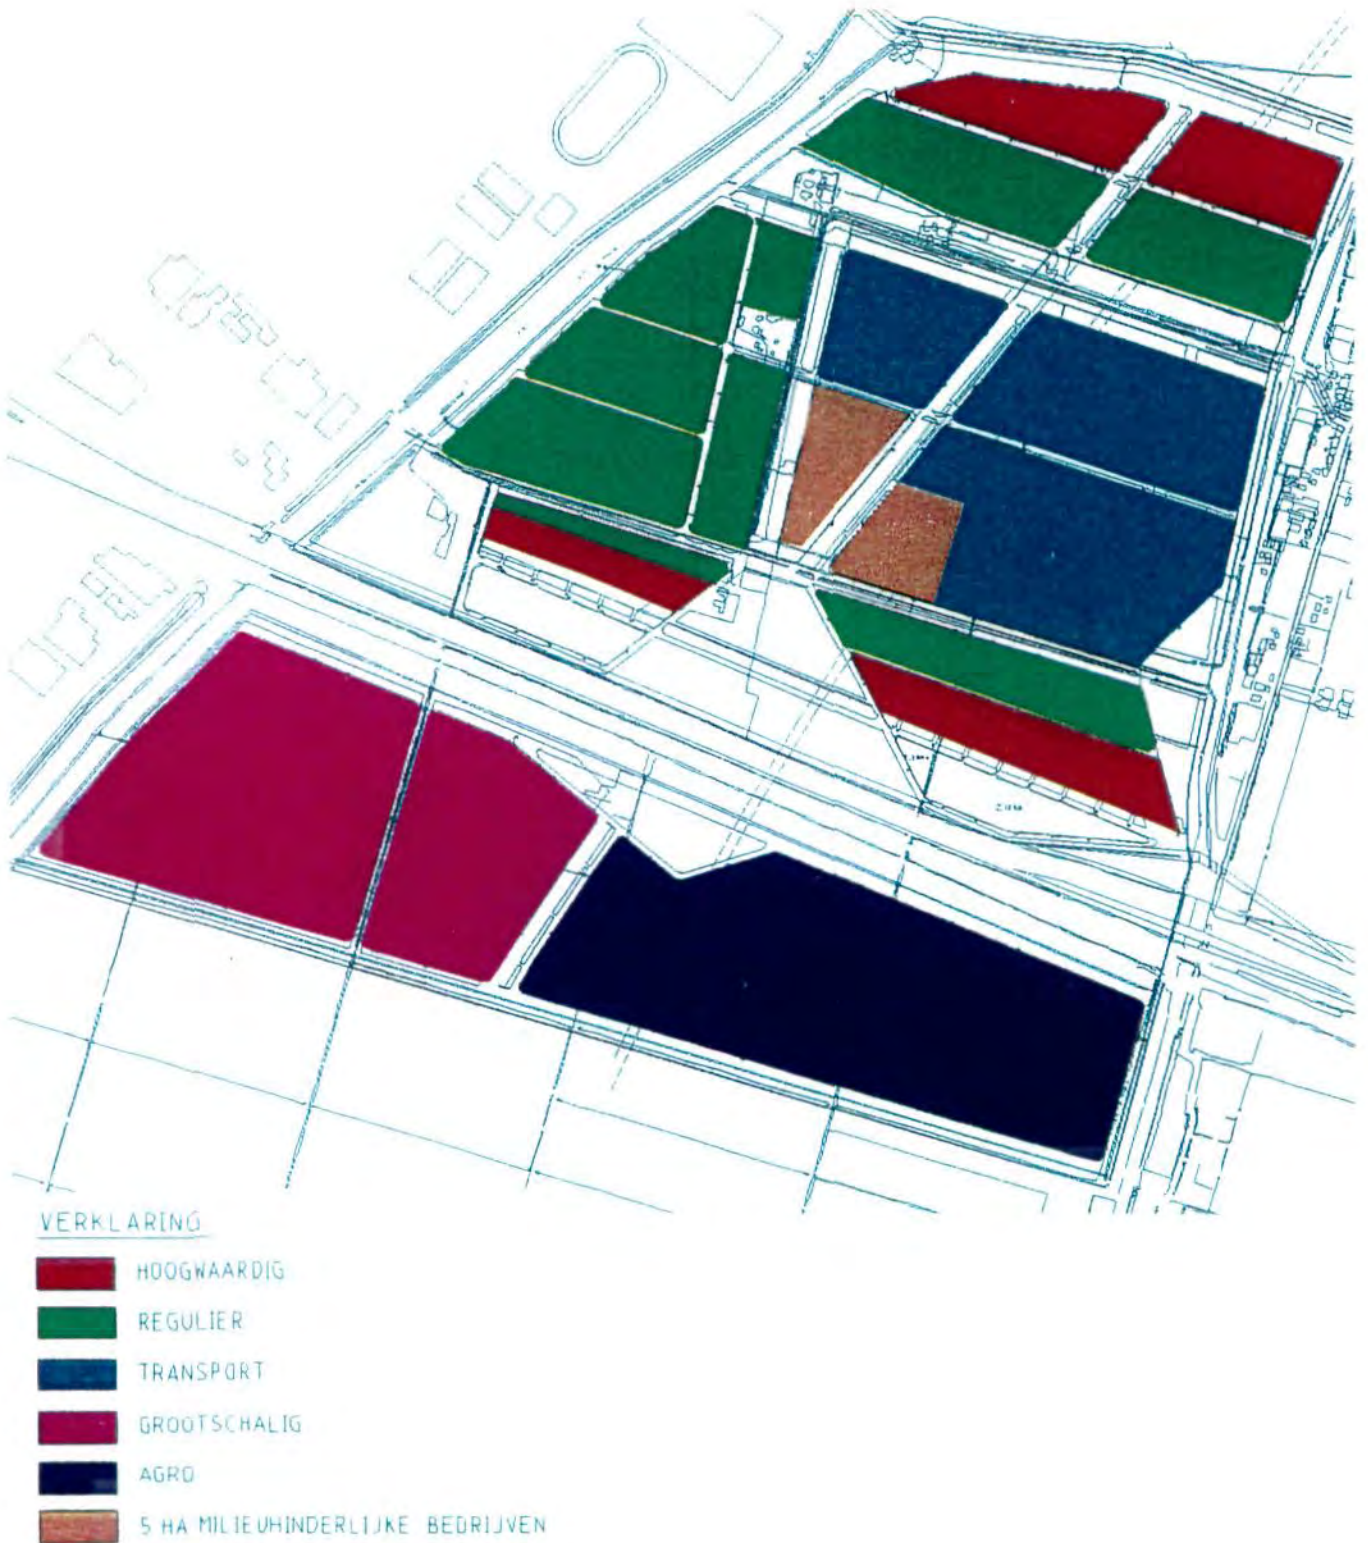 VERKLARING
HOOGWAARDIG
REGULIER
TRANSPORT
GROOTSCHALIG
AGRO
5 HA MILIEUHINDERLIJKE BEDRIJVEN